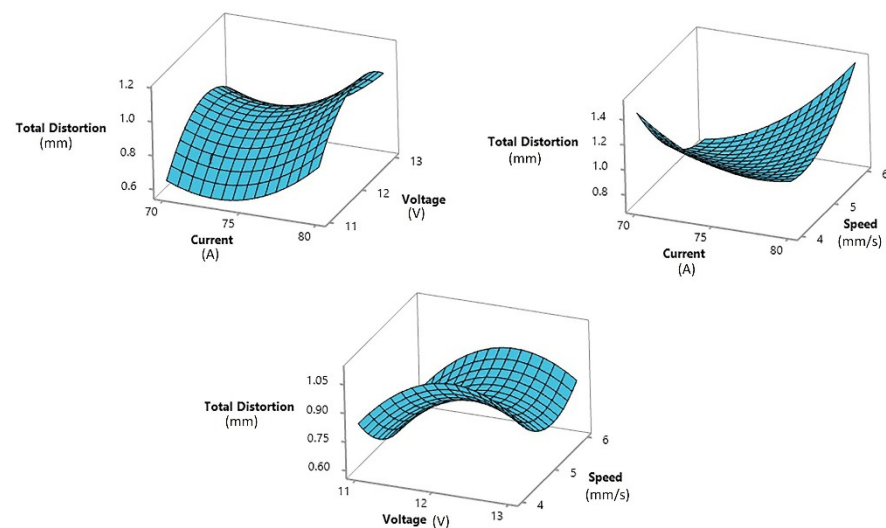 1.2
Total Distortion
(mm)
1.0
0.8
0.6
70
75
80
Current
(A)
11
12
13
Voltage
(V)
1.4
Total Distortion
(mm)
1.2
1.0
0.8
70
75
80
Current
(A)
4
5
6
Speed
(mm/s)
1.05
Total Distortion
(mm)
0.90
0.75
0.60
11
12
13
Voltage (V)
4
5
6
Speed
(mm/s)